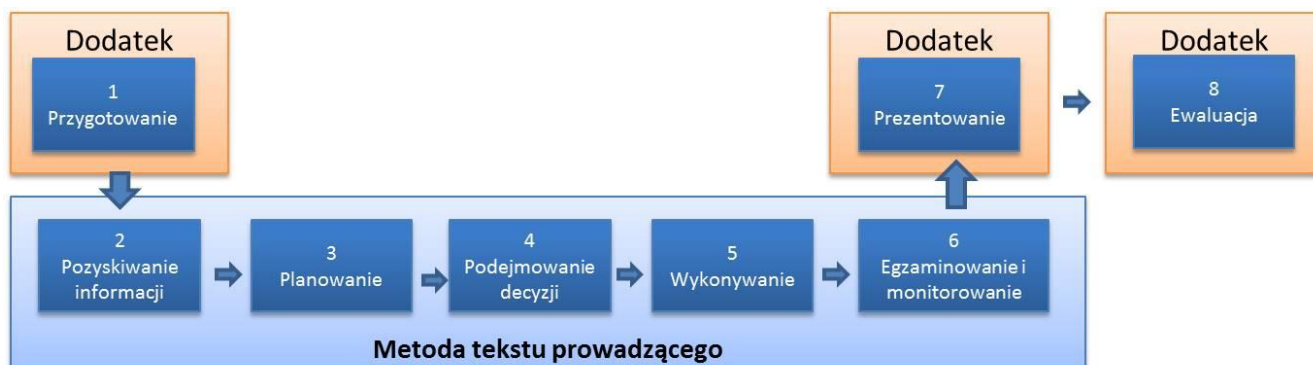 Dodatek
1
Przygotowanie
Dodatek
7
Prezentowanie
Dodatek
8
Ewaluacja
2
Pozyskiwanie
informacji
3
Planowanie
4
Podejmowanie
decyzji
5
Wykonywanie
6
Egzaminowanie i
monitorowanie
Metoda tekstu prowadzącego